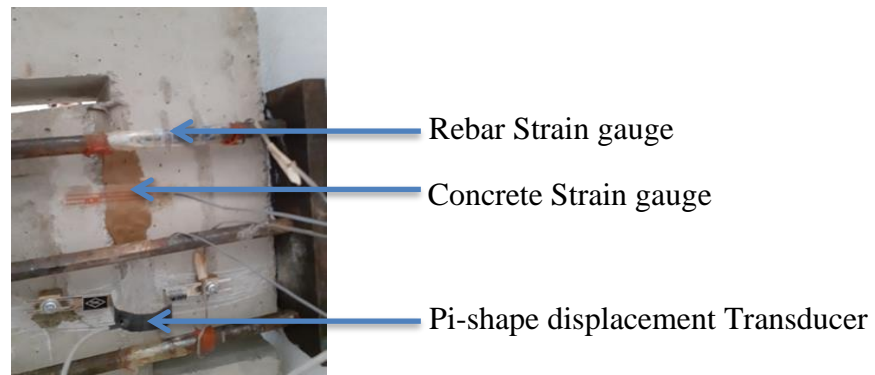 Rebar Strain gauge
Concrete Strain gauge
Pi-shape displacement Transducer